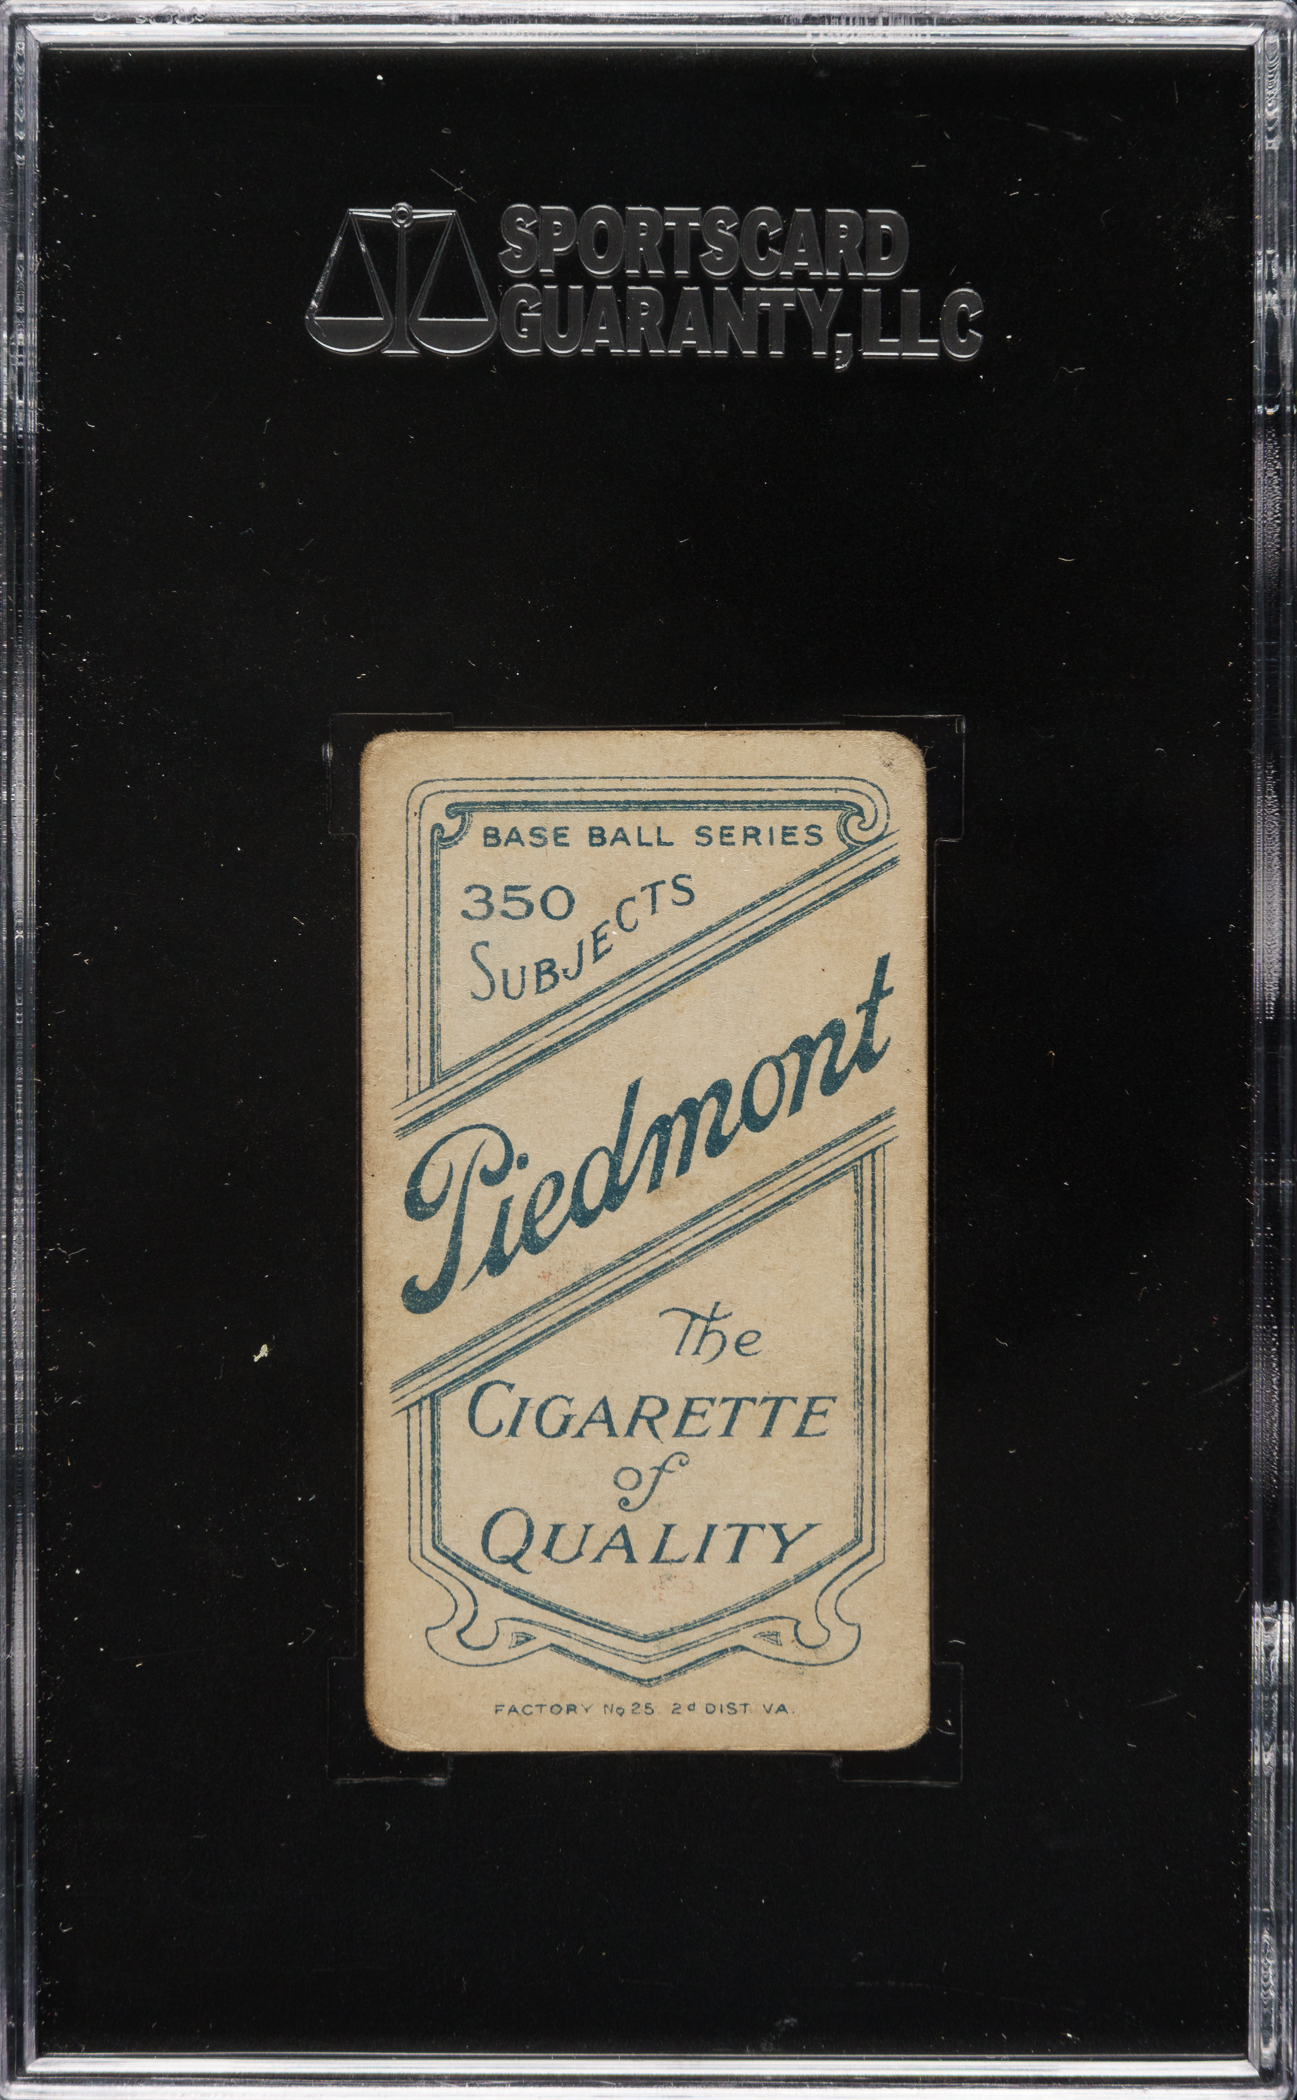 SPORTSCARD
GUARANTY, LLC
BASE BALL SERIES
350
SUBJECTS
Piedmont
The
CIGARETTE
of
QUALITY
FACTORY No 25. 2d DIST. VA.